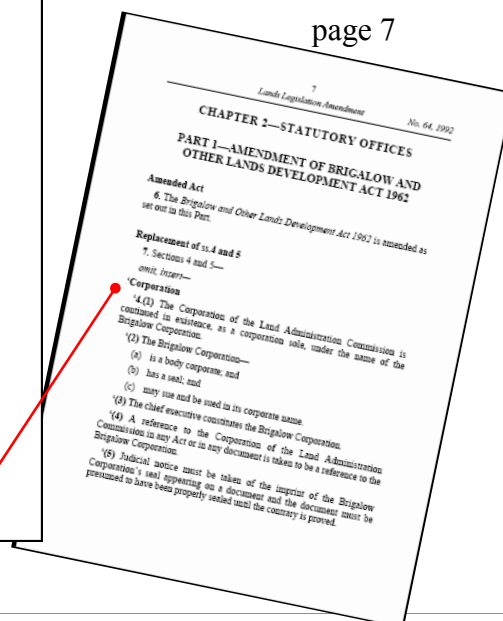 page 7
7
Lands Legislation Amendment
No. 64, 1992
CHAPTER 2—STATUTORY OFFICES
PART 1—AMENDMENT OF BRIGALOW AND
OTHER LANDS DEVELOPMENT ACT 1962
Amended Act
6. The Brigalow and Other Lands Development Act 1962 is amended as
set out in this Part.
Replacement of ss.4 and 5
7. Sections 4 and 5—
omit, insert—
‘Corporation
‘4.(1) The Corporation of the Land Administration Commission is
continued in existence, as a corporation sole, under the name of the
Brigalow Corporation.
‘(2) The Brigalow Corporation—
(a) is a body corporate; and
(b) has a seal; and
(c) may sue and be sued in its corporate name.
‘(3) The chief executive constitutes the Brigalow Corporation.
‘(4) A reference to the Corporation of the Land Administration
Commission in any Act or in any document is taken to be a reference to the
Brigalow Corporation.
‘(5) Judicial notice must be taken of the imprint of the Brigalow
Corporation’s seal appearing on a document and the document must be
presumed to have been properly sealed until the contrary is proved.